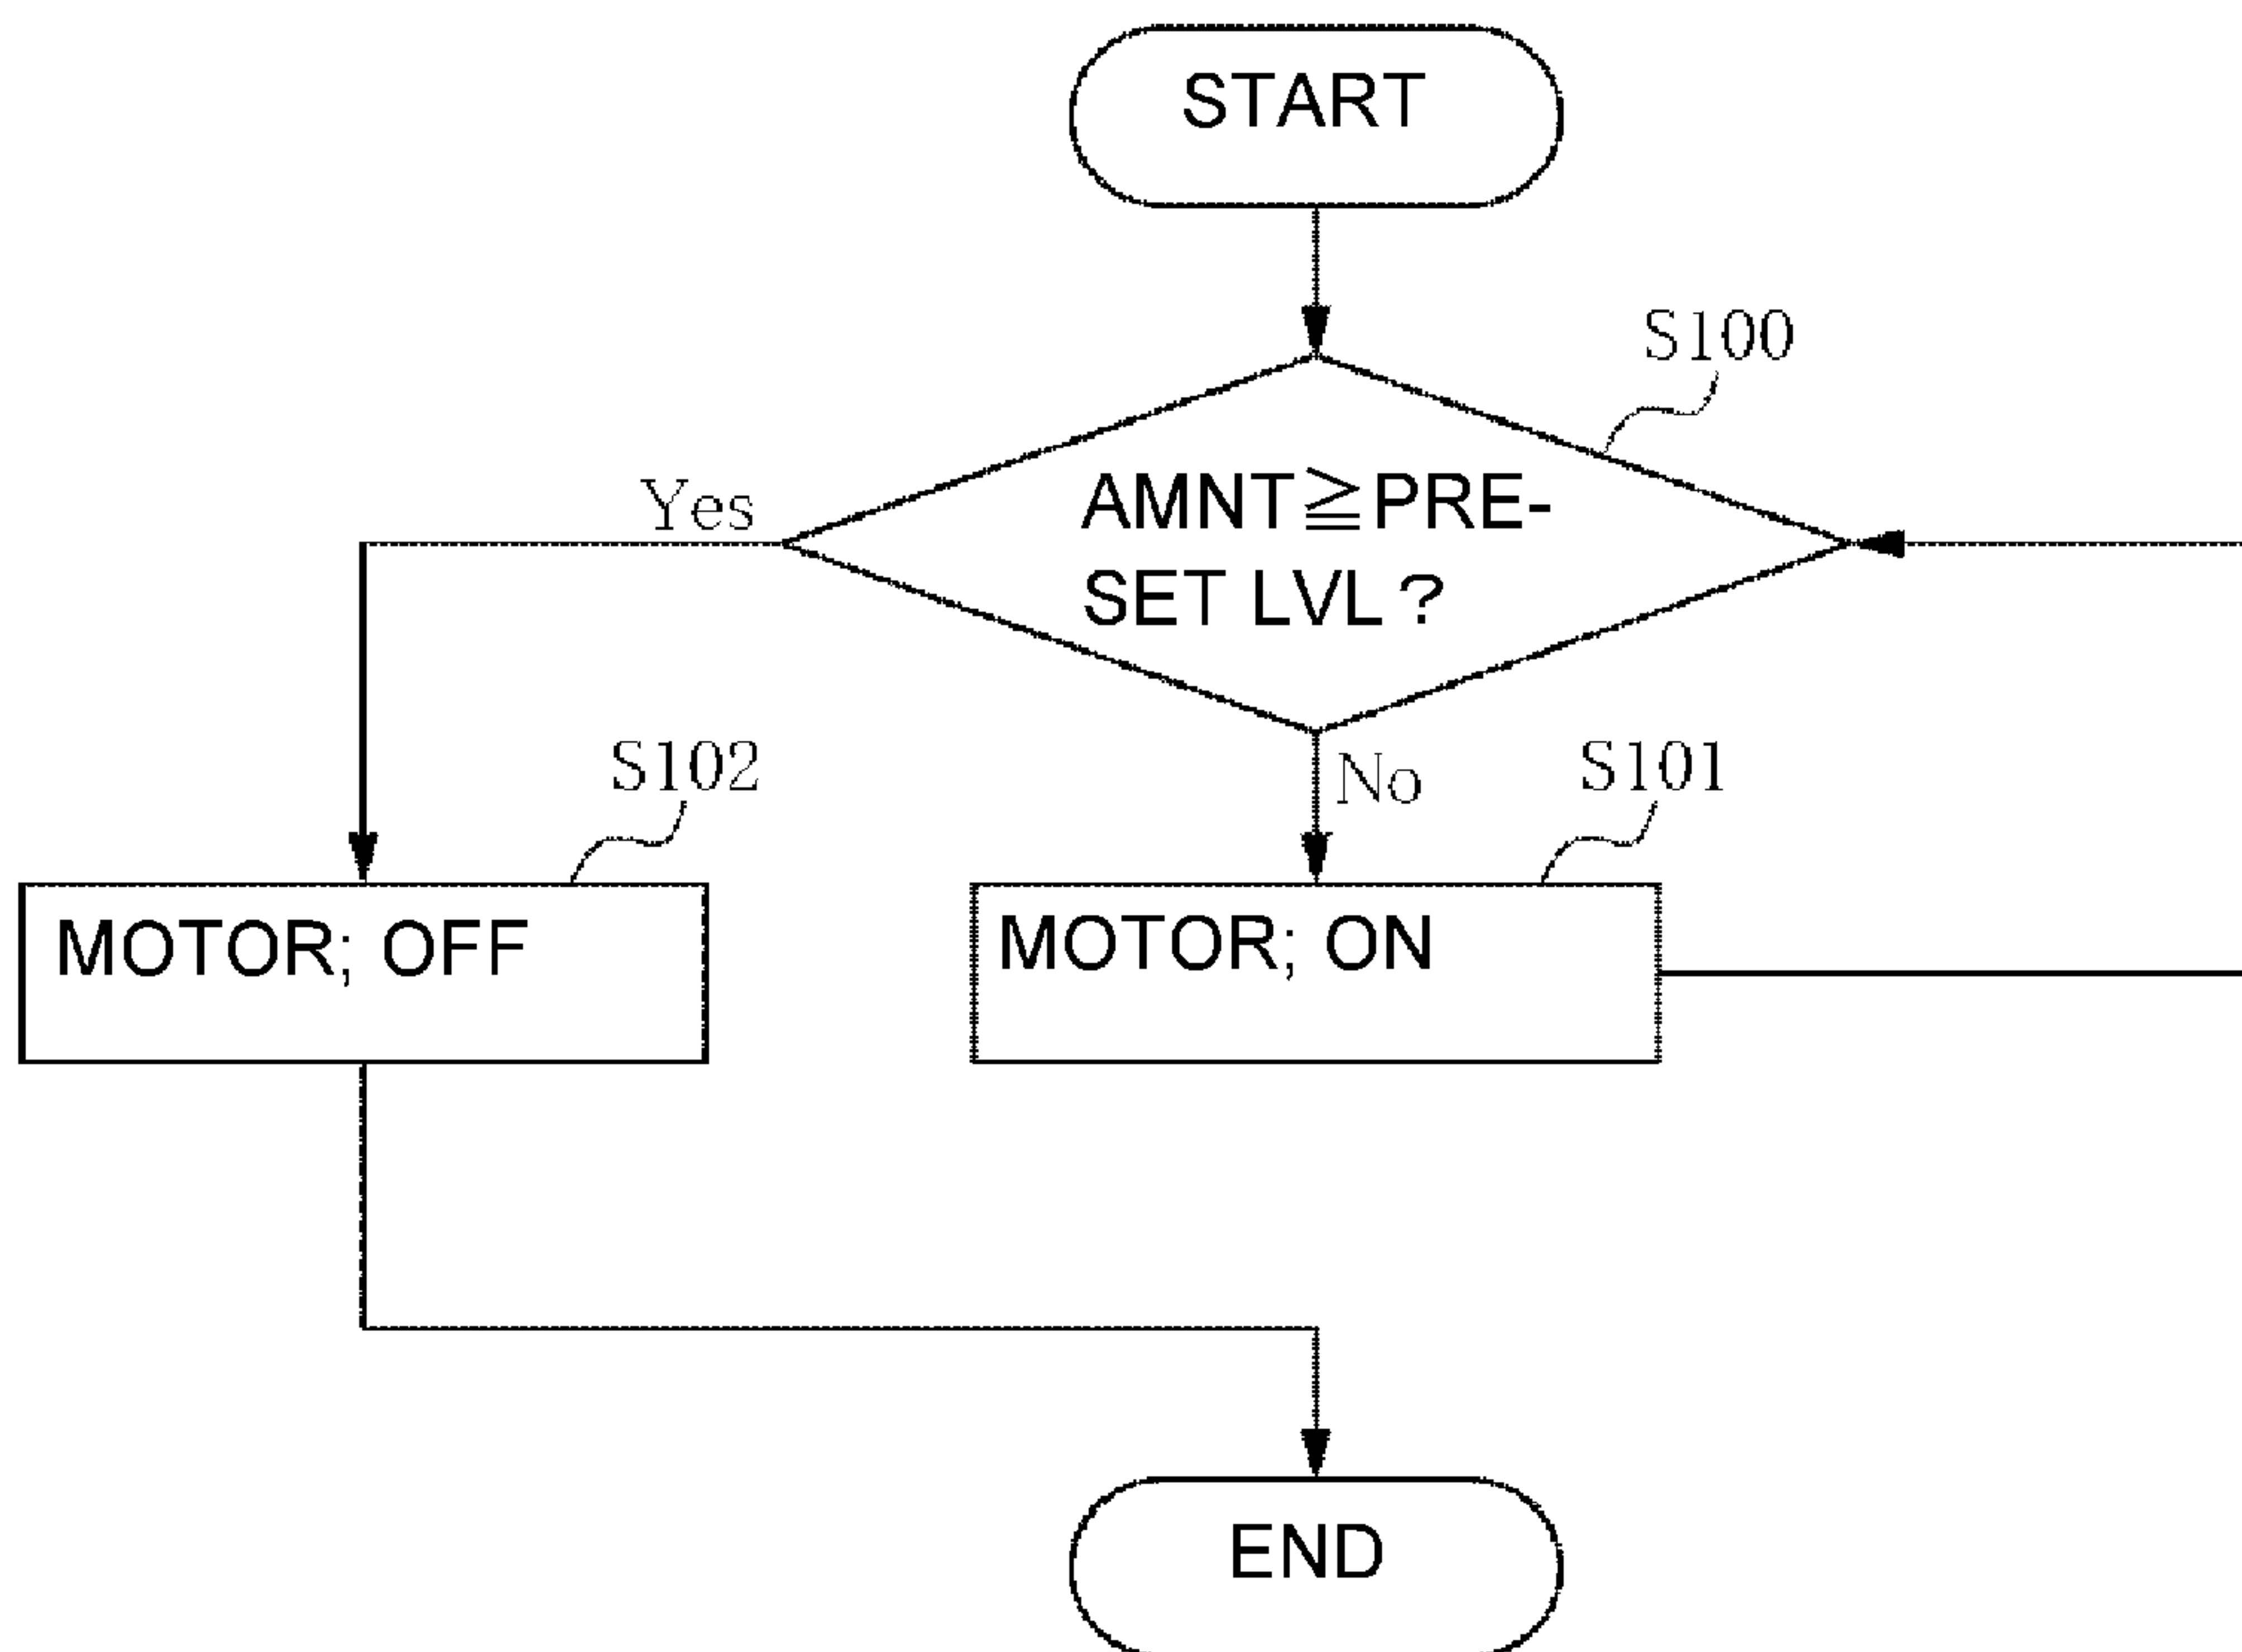 START
S100
Yes
AMNT≧PRE-
SET LVL ?
S102
No
S101
MOTOR; OFF
MOTOR; ON
END